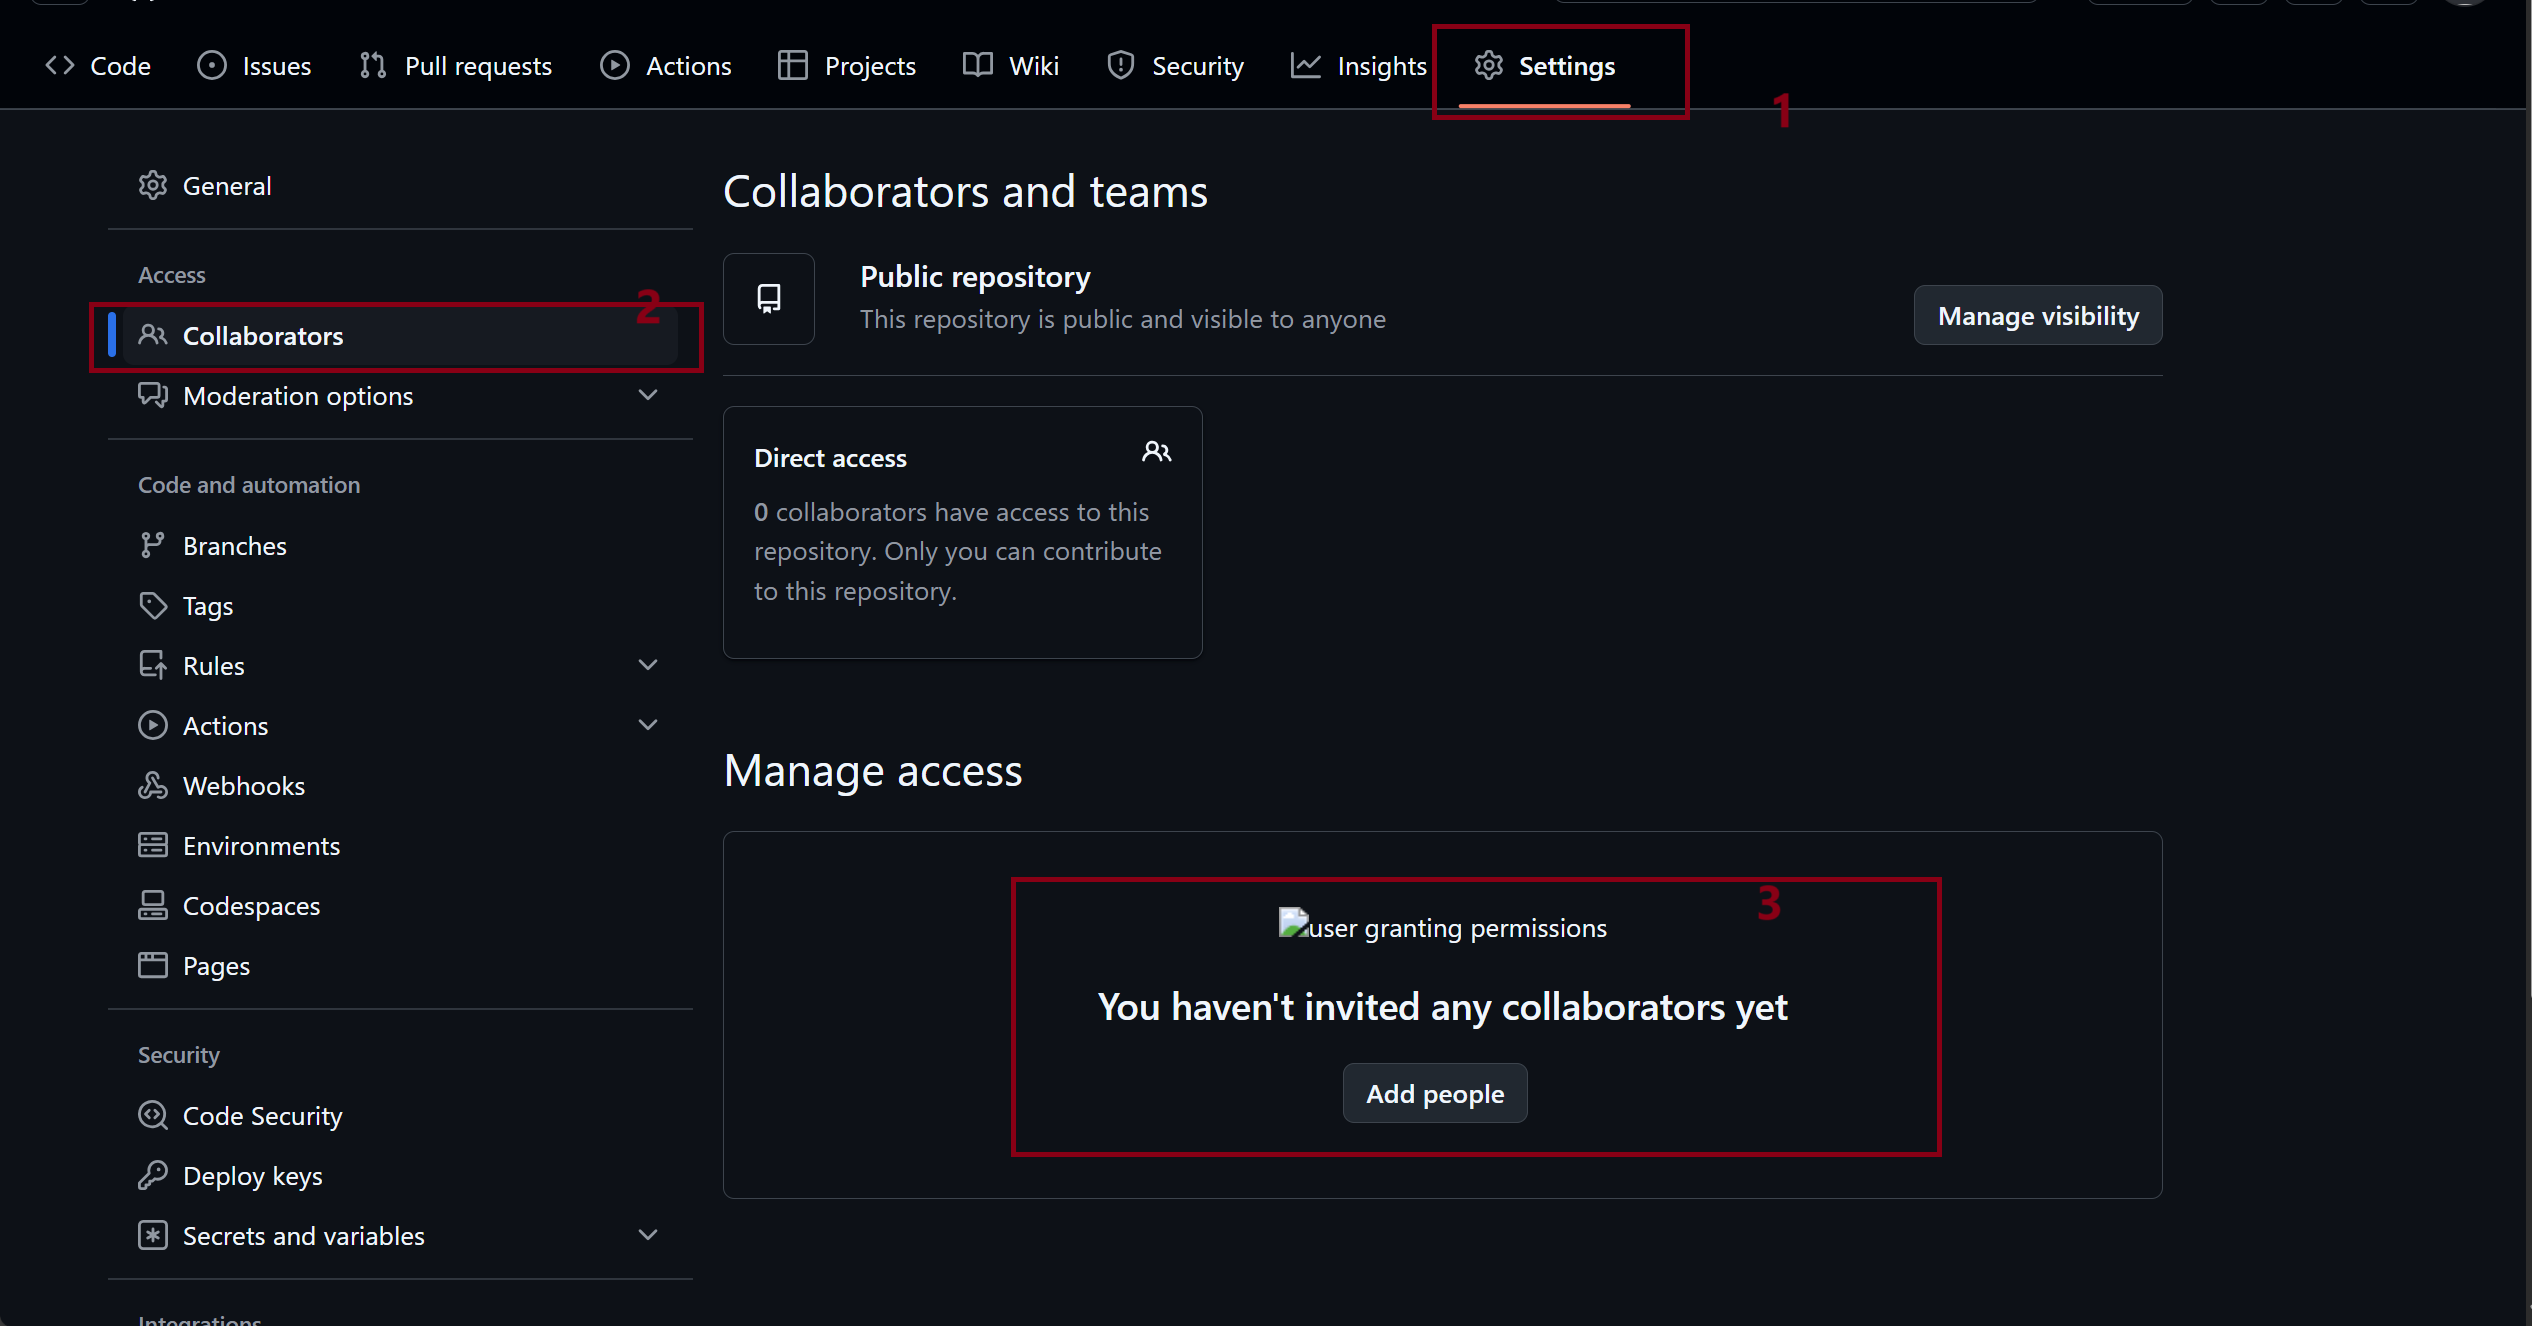 Code
Issues
Pull requests
Actions
Projects
Wiki
Security
Insights
Settings
1
General
Access
2
Collaborators
Moderation options
Code and automation
Branches
Tags
Rules
Actions
Webhooks
Environments
Codespaces
Pages
Security
Code Security
Deploy keys
Secrets and variables
Integrations
Collaborators and teams
Public repository
This repository is public and visible to anyone
Manage visibility
Direct access
0 collaborators have access to this
repository. Only you can contribute
to this repository.
Manage access
3
user granting permissions
You haven't invited any collaborators yet
Add people